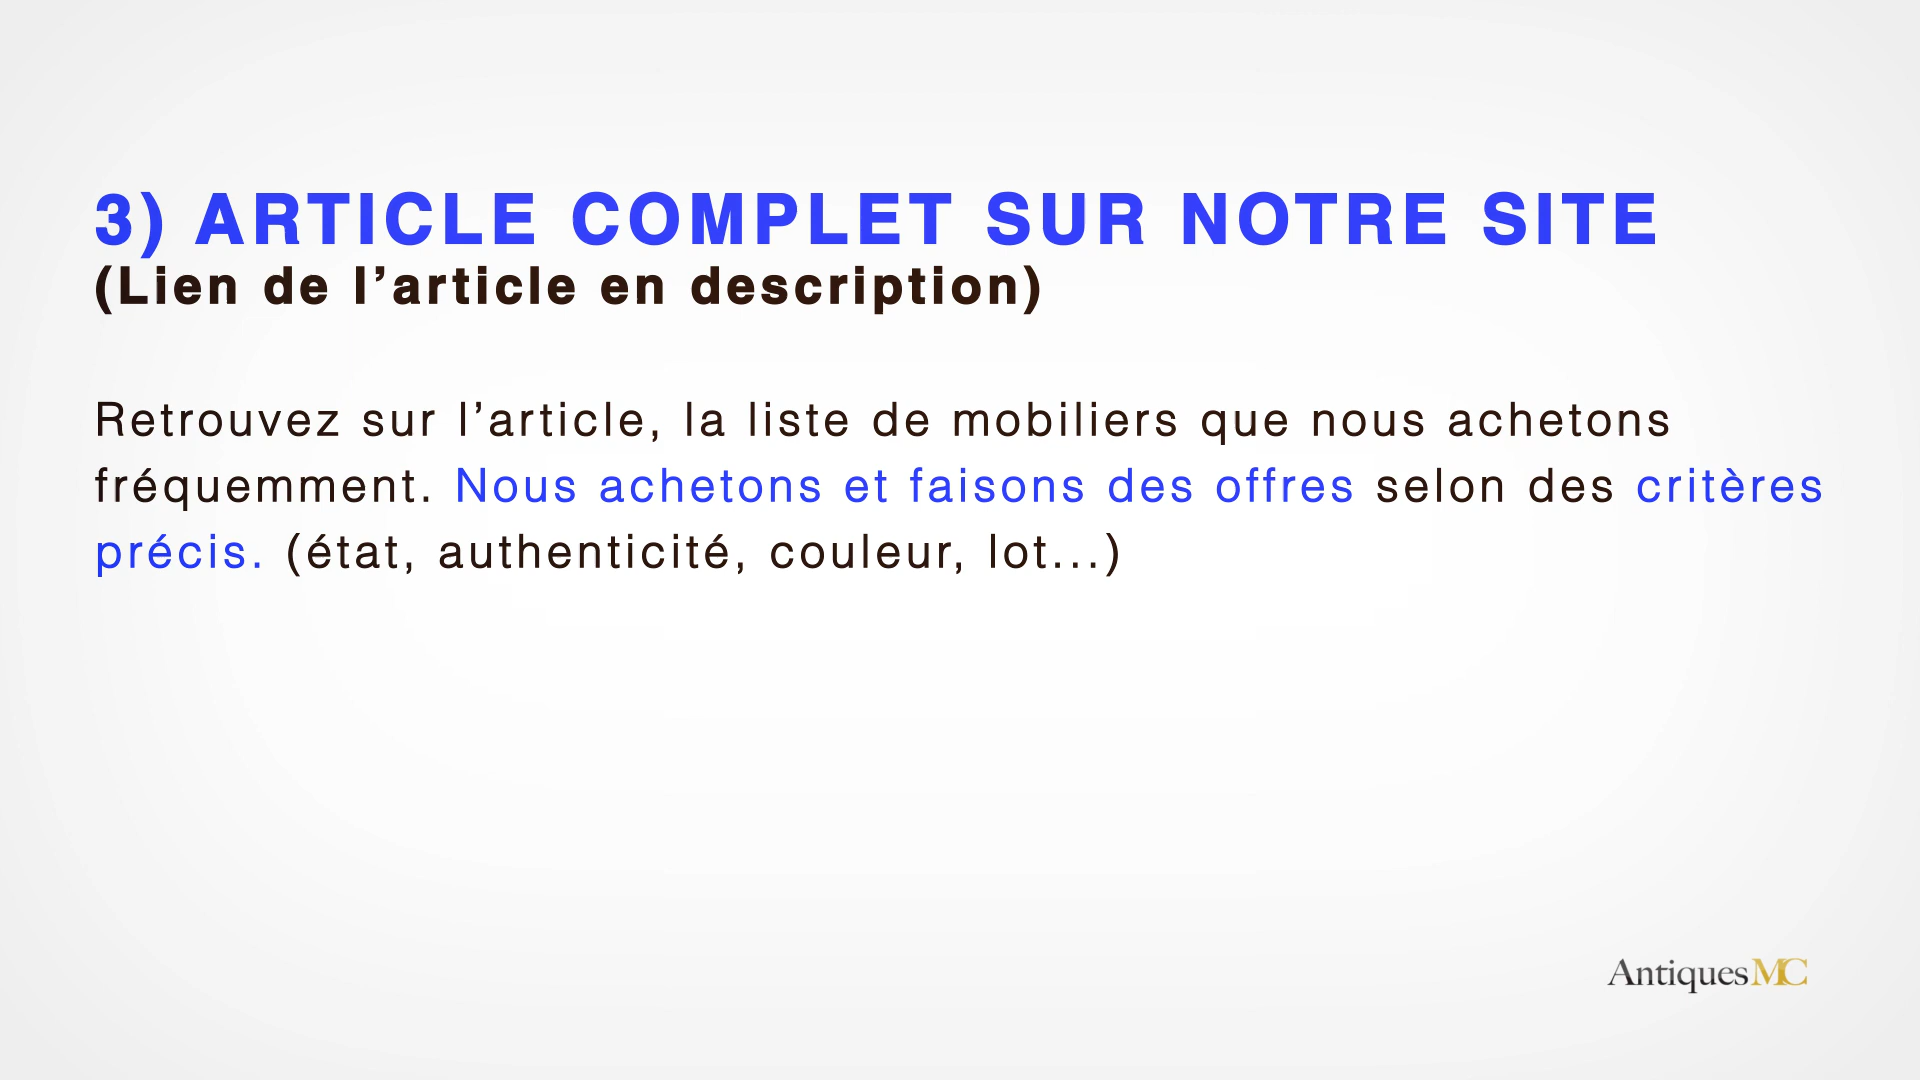 3) ARTICLE COMPLET SUR NOTRE SITE
(Lien de l’article en description)
Retrouvez sur l’article, la liste de mobiliers que nous achetons
fréquemment. Nous achetons et faisons des offres selon des critères
précis. (état, authenticité, couleur, lot...)
AntiquesMC